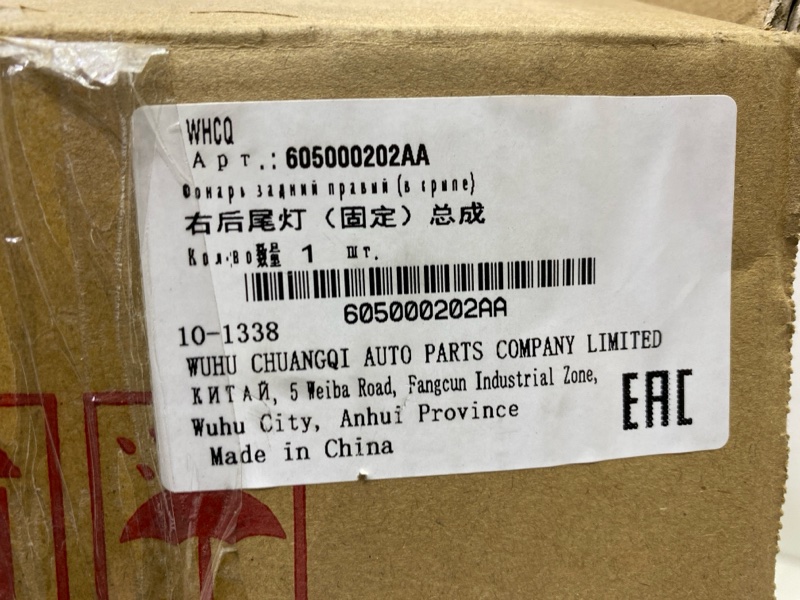 WHCQ
Арт.: 605000202AA
Фонарь задний правый (в крыле)
右后尾灯（固定）总成
Кол-во数量 1 шт.
605000202AA
10-1338
WUHU CHUANGQI AUTO PARTS COMPANY LIMITED
КИТАЙ, 5 Weiba Road, Fangcun Industrial Zone,
Wuhu City, Anhui Province
Made in China
EAC